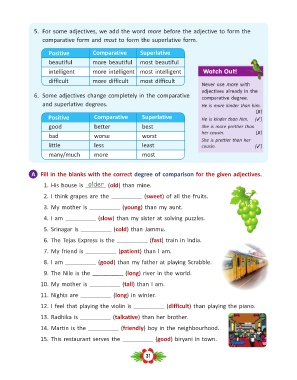 5. For some adjectives, we add the word more before the adjective to form the
comparative form and most to form the superlative form.
Positive Comparative Superlative
beautiful more beautiful most beautiful
intelligent more intelligent most intelligent
difficult more difficult most difficult
6. Some adjectives change completely in the comparative
and superlative degrees.
Positive Comparative Superlative
good better best
bad worse worst
little less least
many/much more most
Watch Out!
Never use more with
adjectives already in the
comparative degree.
He is more kinder than him.
[✗]
He is kinder than him. [✓]
She is more prettier than
her cousin. [✗]
She is prettier than her
cousin. [✓]
A Fill in the blanks with the correct degree of comparison for the given adjectives.
1. His house is older (old) than mine.
2. I think grapes are the __________ (sweet) of all the fruits.
3. My mother is __________ (young) than my aunt.
4. I am __________ (slow) than my sister at solving puzzles.
5. Srinagar is __________ (cold) than Jammu.
6. The Tejas Express is the __________ (fast) train in India.
7. My friend is __________ (patient) than I am.
8. I am __________ (good) than my father at playing Scrabble.
9. The Nile is the __________ (long) river in the world.
10. My mother is __________ (tall) than I am.
11. Nights are __________ (long) in winter.
12. I feel that playing the violin is __________ (difficult) than playing the piano.
13. Radhika is __________ (talkative) than her brother.
14. Martin is the __________ (friendly) boy in the neighbourhood.
15. This restaurant serves the __________ (good) biryani in town.
31